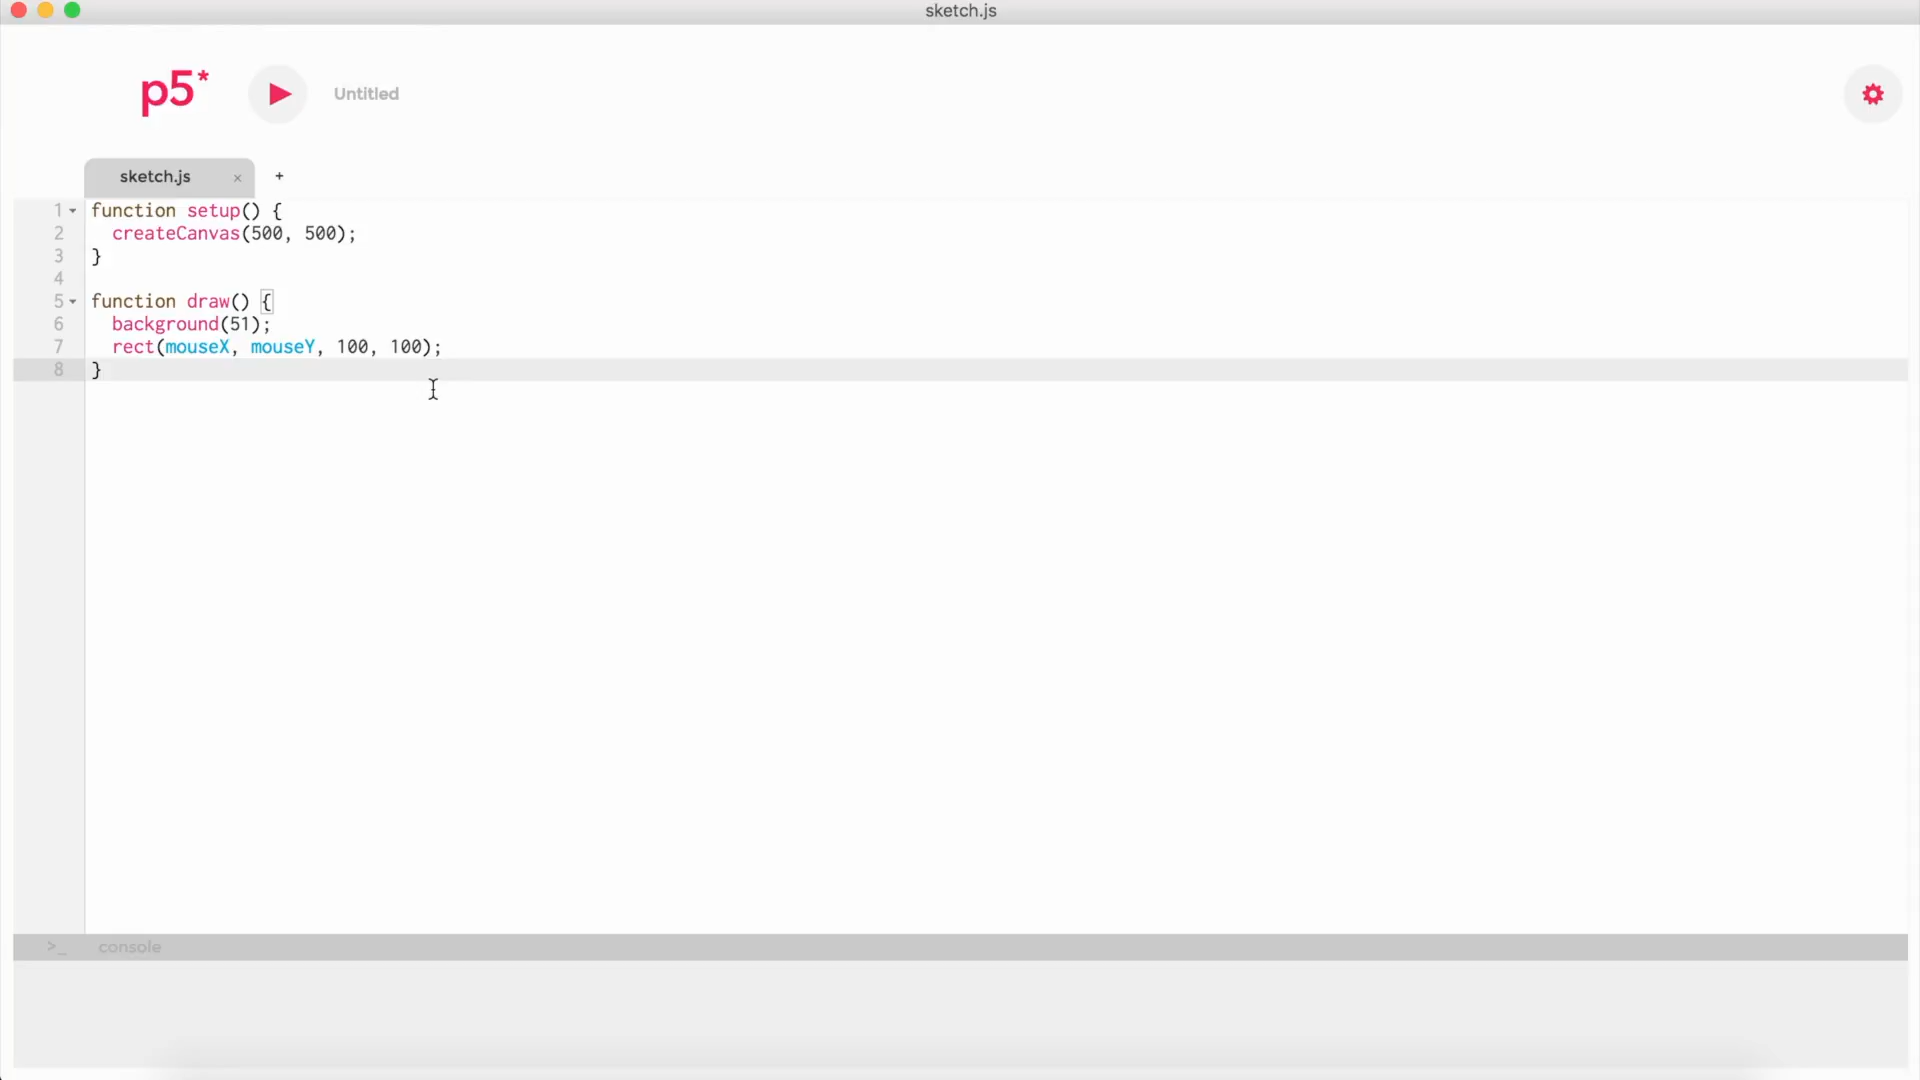 sketch.js
p5*
Untitled
sketch.js × +
1 function setup() {
2   createCanvas(500, 500);
3 }
4
5 function draw() {
6   background(51);
7   rect(mouseX, mouseY, 100, 100);
8 }
>_ console